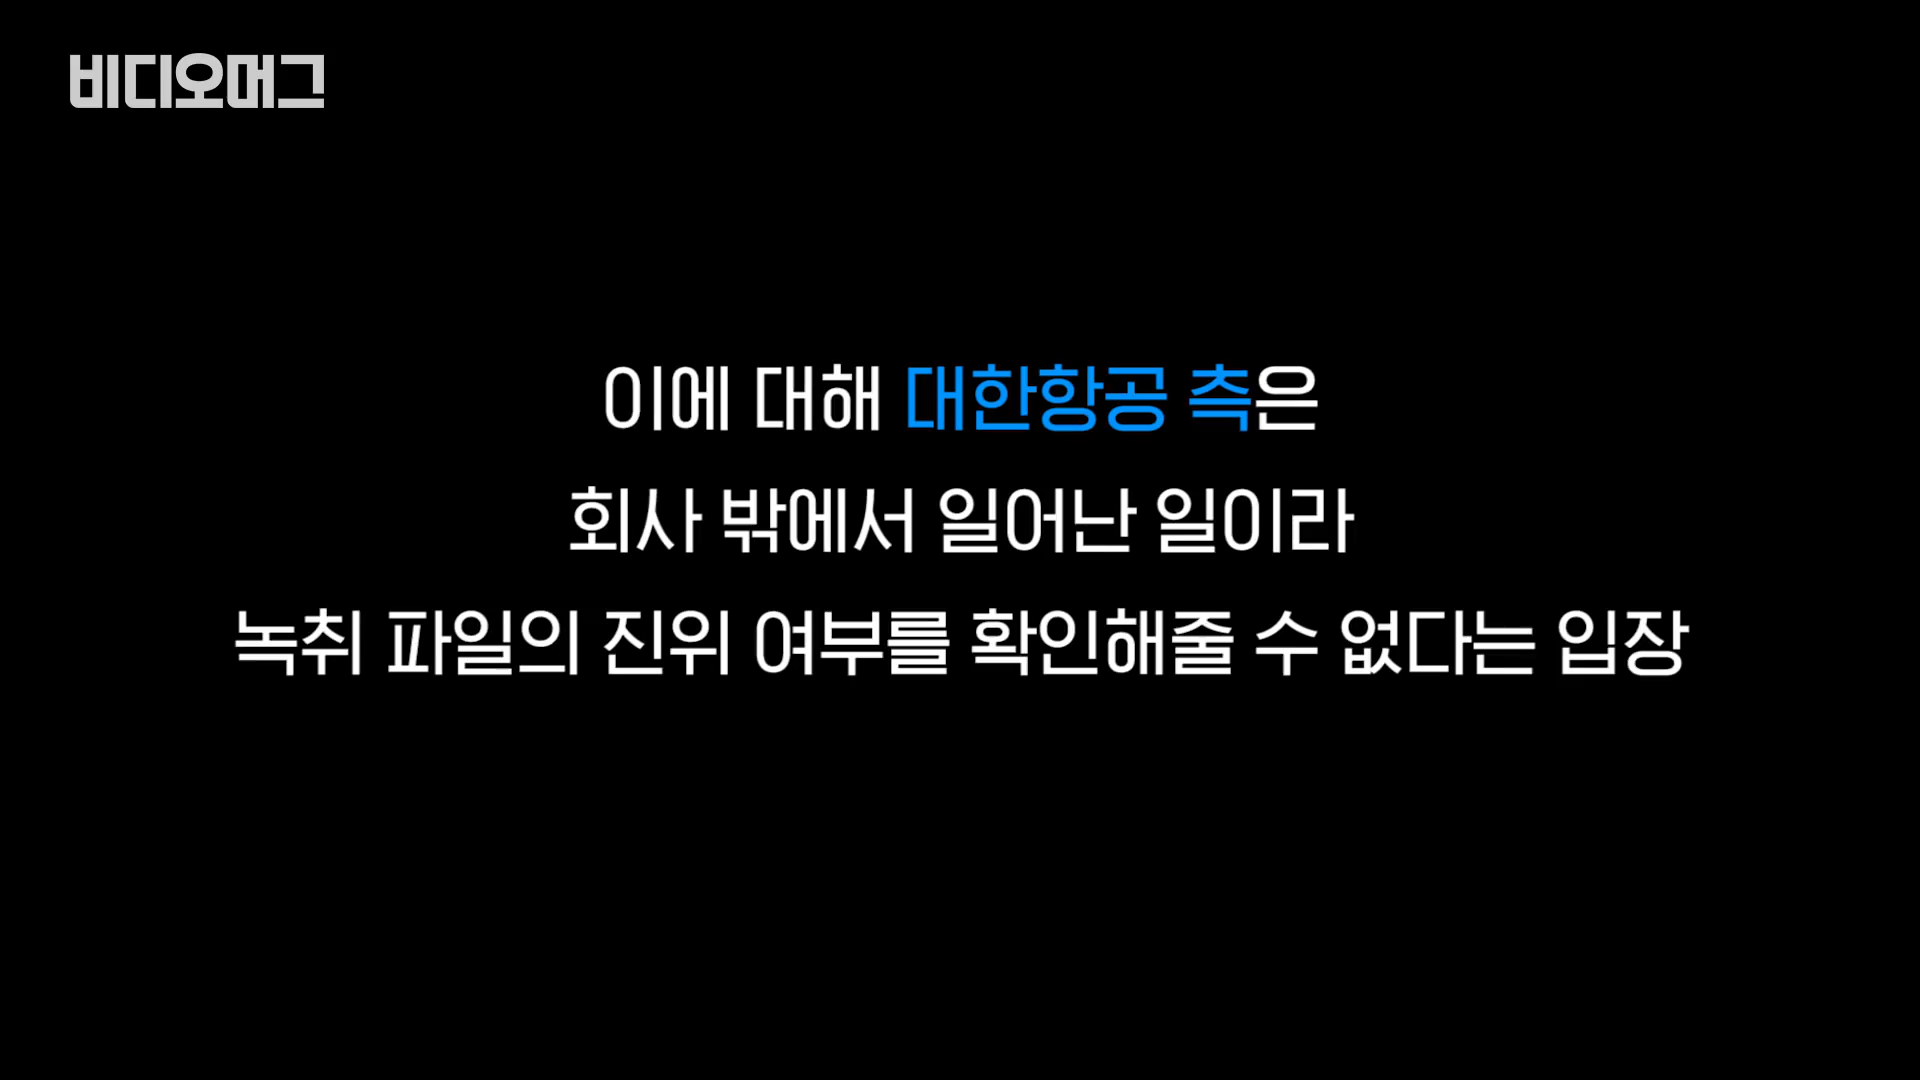 비디오머그
이에 대해 대한항공 측은
회사 밖에서 일어난 일이라
녹취 파일의 진위 여부를 확인해줄 수 없다는 입장